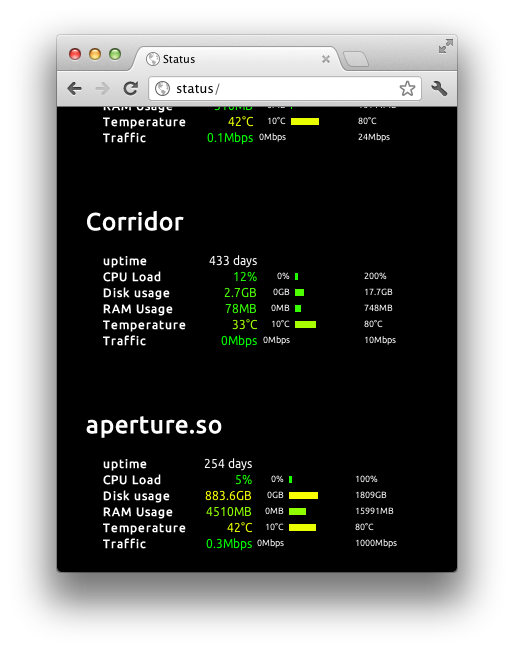 Status
status/
RAM Usage
Temperature 42°C 10°C 80°C
Traffic 0.1Mbps 0Mbps 24Mbps
Corridor
uptime 433 days
CPU Load 12% 0% 200%
Disk usage 2.7GB 0GB 17.7GB
RAM Usage 78MB 0MB 748MB
Temperature 33°C 10°C 80°C
Traffic 0Mbps 0Mbps 10Mbps
aperture.so
uptime 254 days
CPU Load 5% 0% 100%
Disk usage 883.6GB 0GB 1809GB
RAM Usage 4510MB 0MB 15991MB
Temperature 42°C 10°C 80°C
Traffic 0.3Mbps 0Mbps 1000Mbps